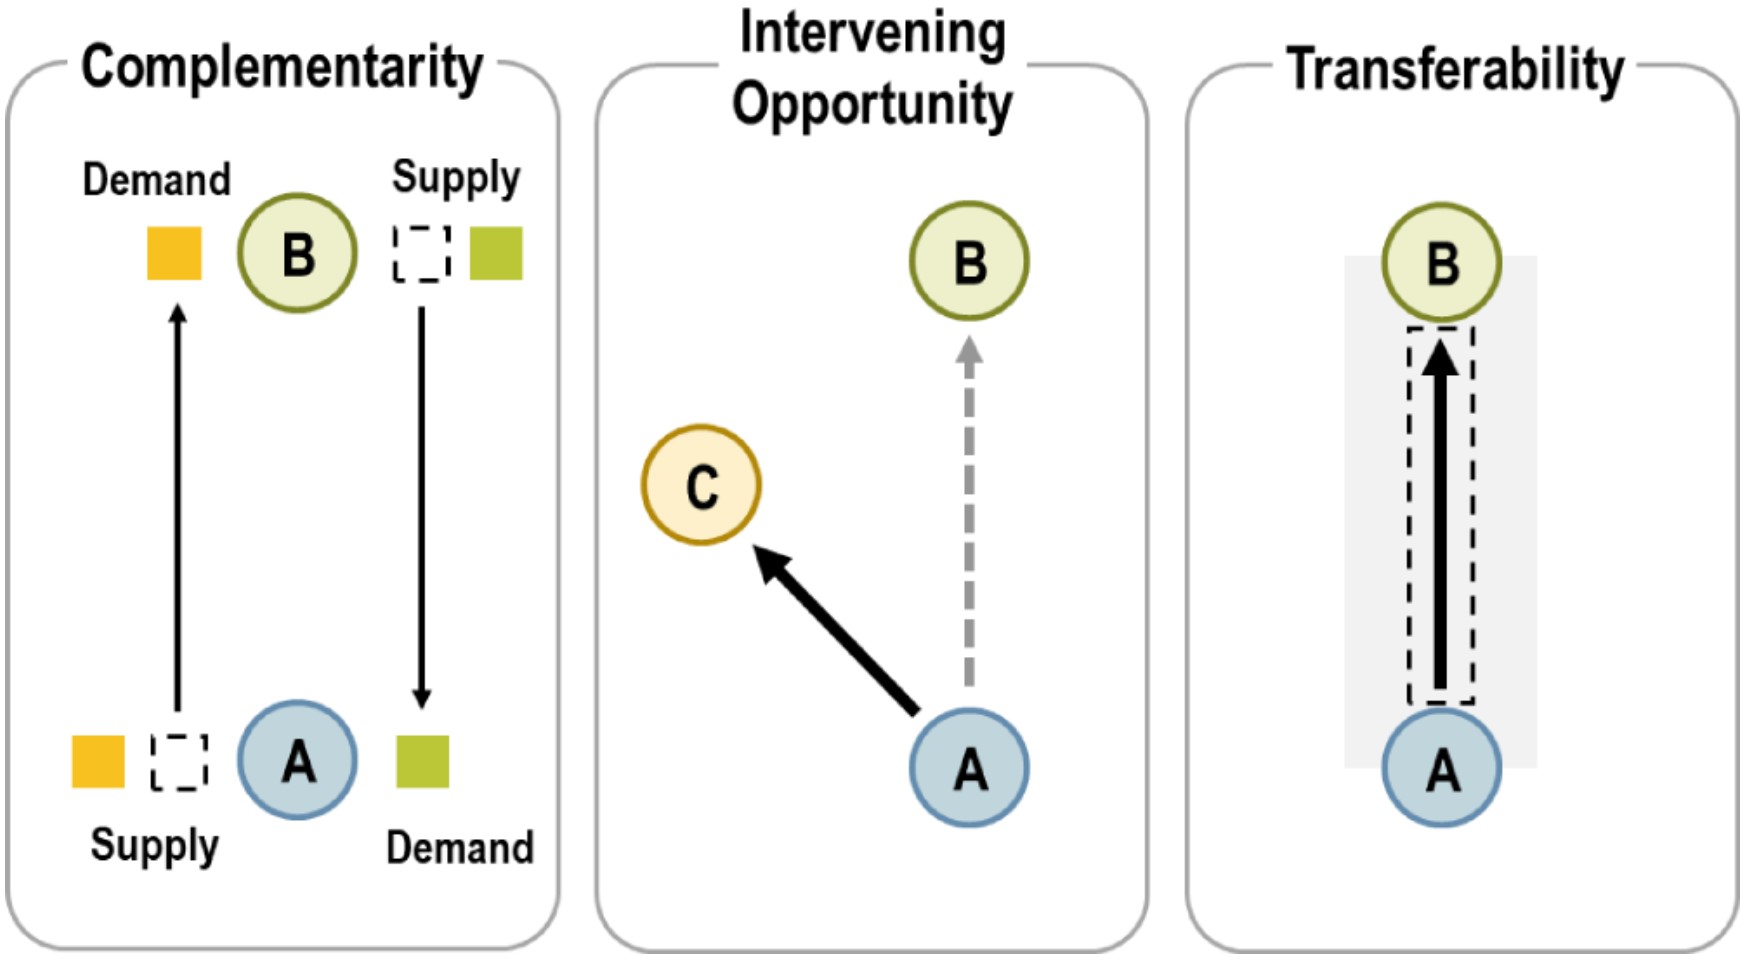 Complementarity
Demand
Supply
B
A
Supply
Demand
Intervening
Opportunity
B
C
A
Transferability
B
A